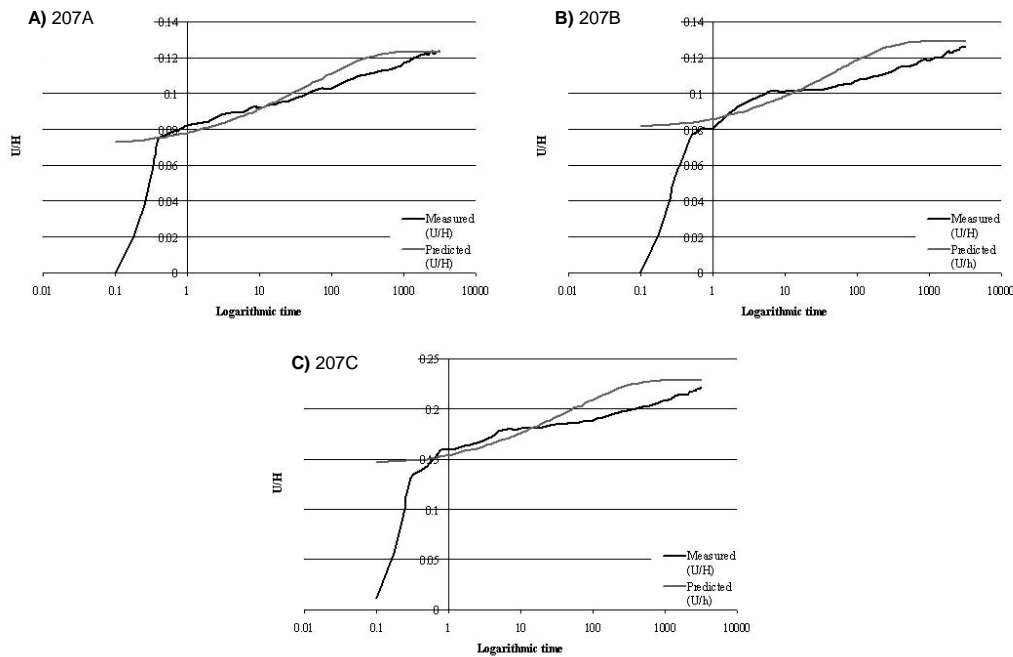 A) 207A
0.14
0.12
0.1
0.08
0.06
0.04
0.02
0
U/H
0.01 0.1 1 10 100 1000 10000
Logarithmic time
Measured
(U/H)
Predicted
(U/H)
B) 207B
0.14
0.12
0.1
0.08
0.06
0.04
0.02
0
U/H
0.01 0.1 1 10 100 1000 10000
Logarithmic time
Measured
(U/H)
Predicted
(U/h)
C) 207C
0.25
0.2
0.15
0.1
0.05
0
U/H
0.01 0.1 1 10 100 1000 10000
Logarithmic time
Measured
(U/H)
Predicted
(U/h)